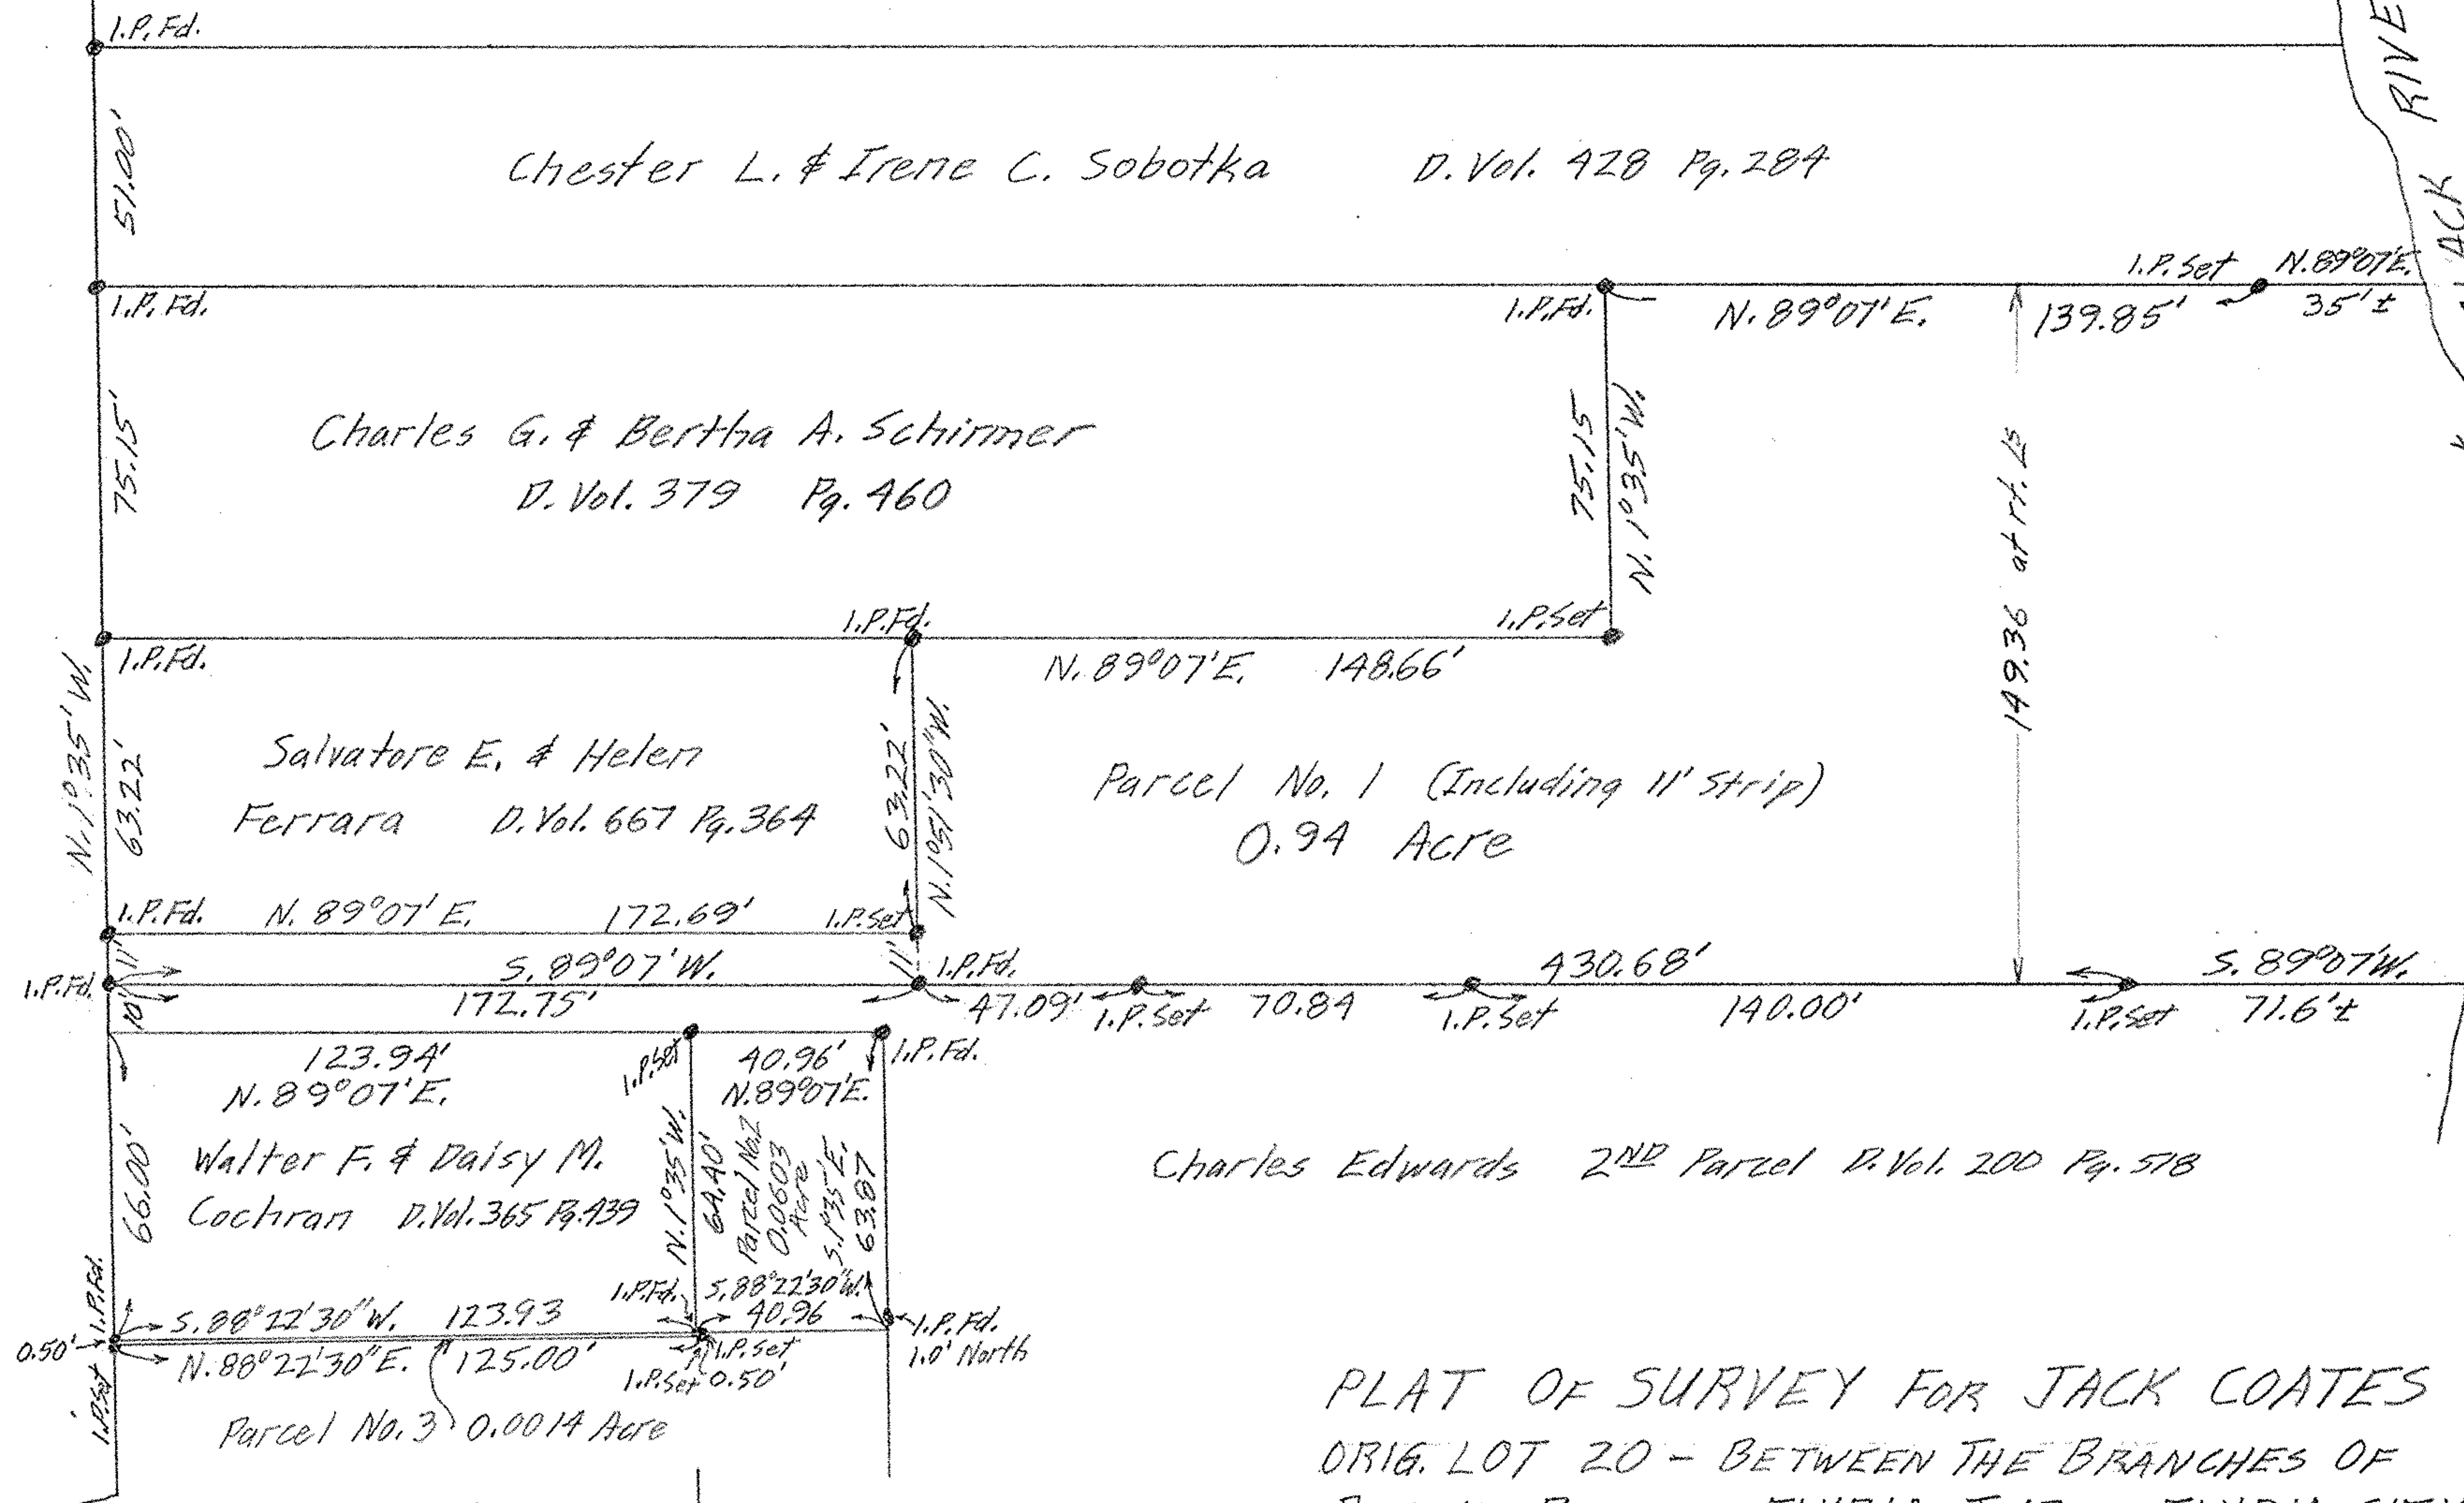 I.P. Fd.
RIVE
51.00'
Chester L. & Irene C. Sobotka D. Vol. 428 Pg. 284
ACK
I.P. Set N. 89°07' E.
I.P. Fd.
I.P. Fd.
N. 89°07' E. 139.85' 35' ±
75.15'
Charles G. & Bertha A. Schirmer
D. Vol. 379 Pg. 460
75.15
N. 1°35' W.
149.36 at rt. ∠s
I.P. Fd.
I.P. Set
I.P. Fd.
N. 89°07' E. 148.66'
N. 1°35' W.
63.22'
Salvatore E. & Helen
Ferrara D. Vol. 667 Pg. 364
63.22'
N. 1°51'30" W.
Parcel No. 1 (Including 11' Strip)
0.94 Acre
I.P. Fd. N. 89°07' E. 172.69' I.P. Set
11'
S. 89°07' W.
11'
I.P. Fd.
430.68'
S. 89°07' W.
I.P. Fd.
10'
172.75'
47.09' I.P. Set 70.84 I.P. Set 140.00' I.P. Set 71.6' ±
123.94'
N. 89°07' E.
I.P. Set
40.96'
N. 89°07' E.
I.P. Fd.
66.00'
Walter F. & Daisy M.
Cochran D. Vol. 365 Pg. 439
N. 1°35' W.
64.40'
Parcel No. 2
0.0603
Acre
S. 1°35' E.
63.87
Charles Edwards 2ND Parcel D. Vol. 200 Pg. 518
I.P. Fd.
I.P. Fd.
S. 88°22'30" W.
40.96
S. 88°22'30" W. 123.93
I.P. Fd.
1.0' North
0.50'
N. 88°22'30" E. 125.00'
I.P. Set
I.P. Set 0.50'
I.P. Set
Parcel No. 3 0.0014 Acre
PLAT OF SURVEY FOR JACK COATES
ORIG. LOT 20 - BETWEEN THE BRANCHES OF